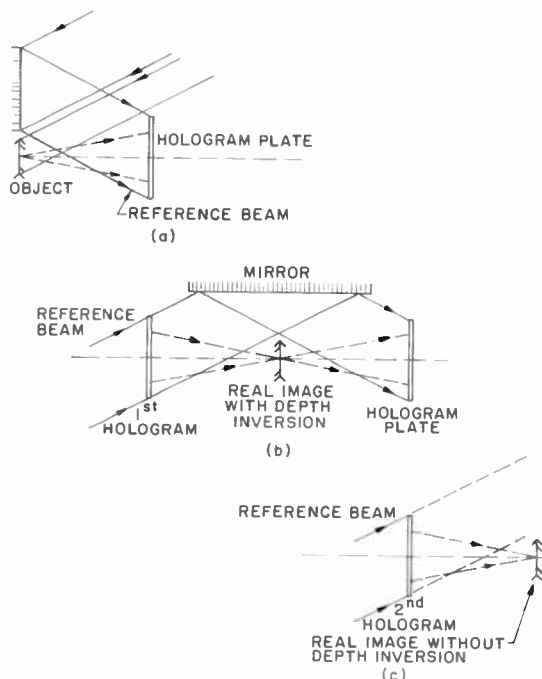 HOLOGRAM PLATE
OBJECT
REFERENCE BEAM
(a)
MIRROR
REFERENCE
BEAM
1st
HOLOGRAM
REAL IMAGE
WITH DEPTH
INVERSION
HOLOGRAM
PLATE
(b)
REFERENCE BEAM
2nd
HOLOGRAM
REAL IMAGE WITHOUT
DEPTH INVERSION
(c)